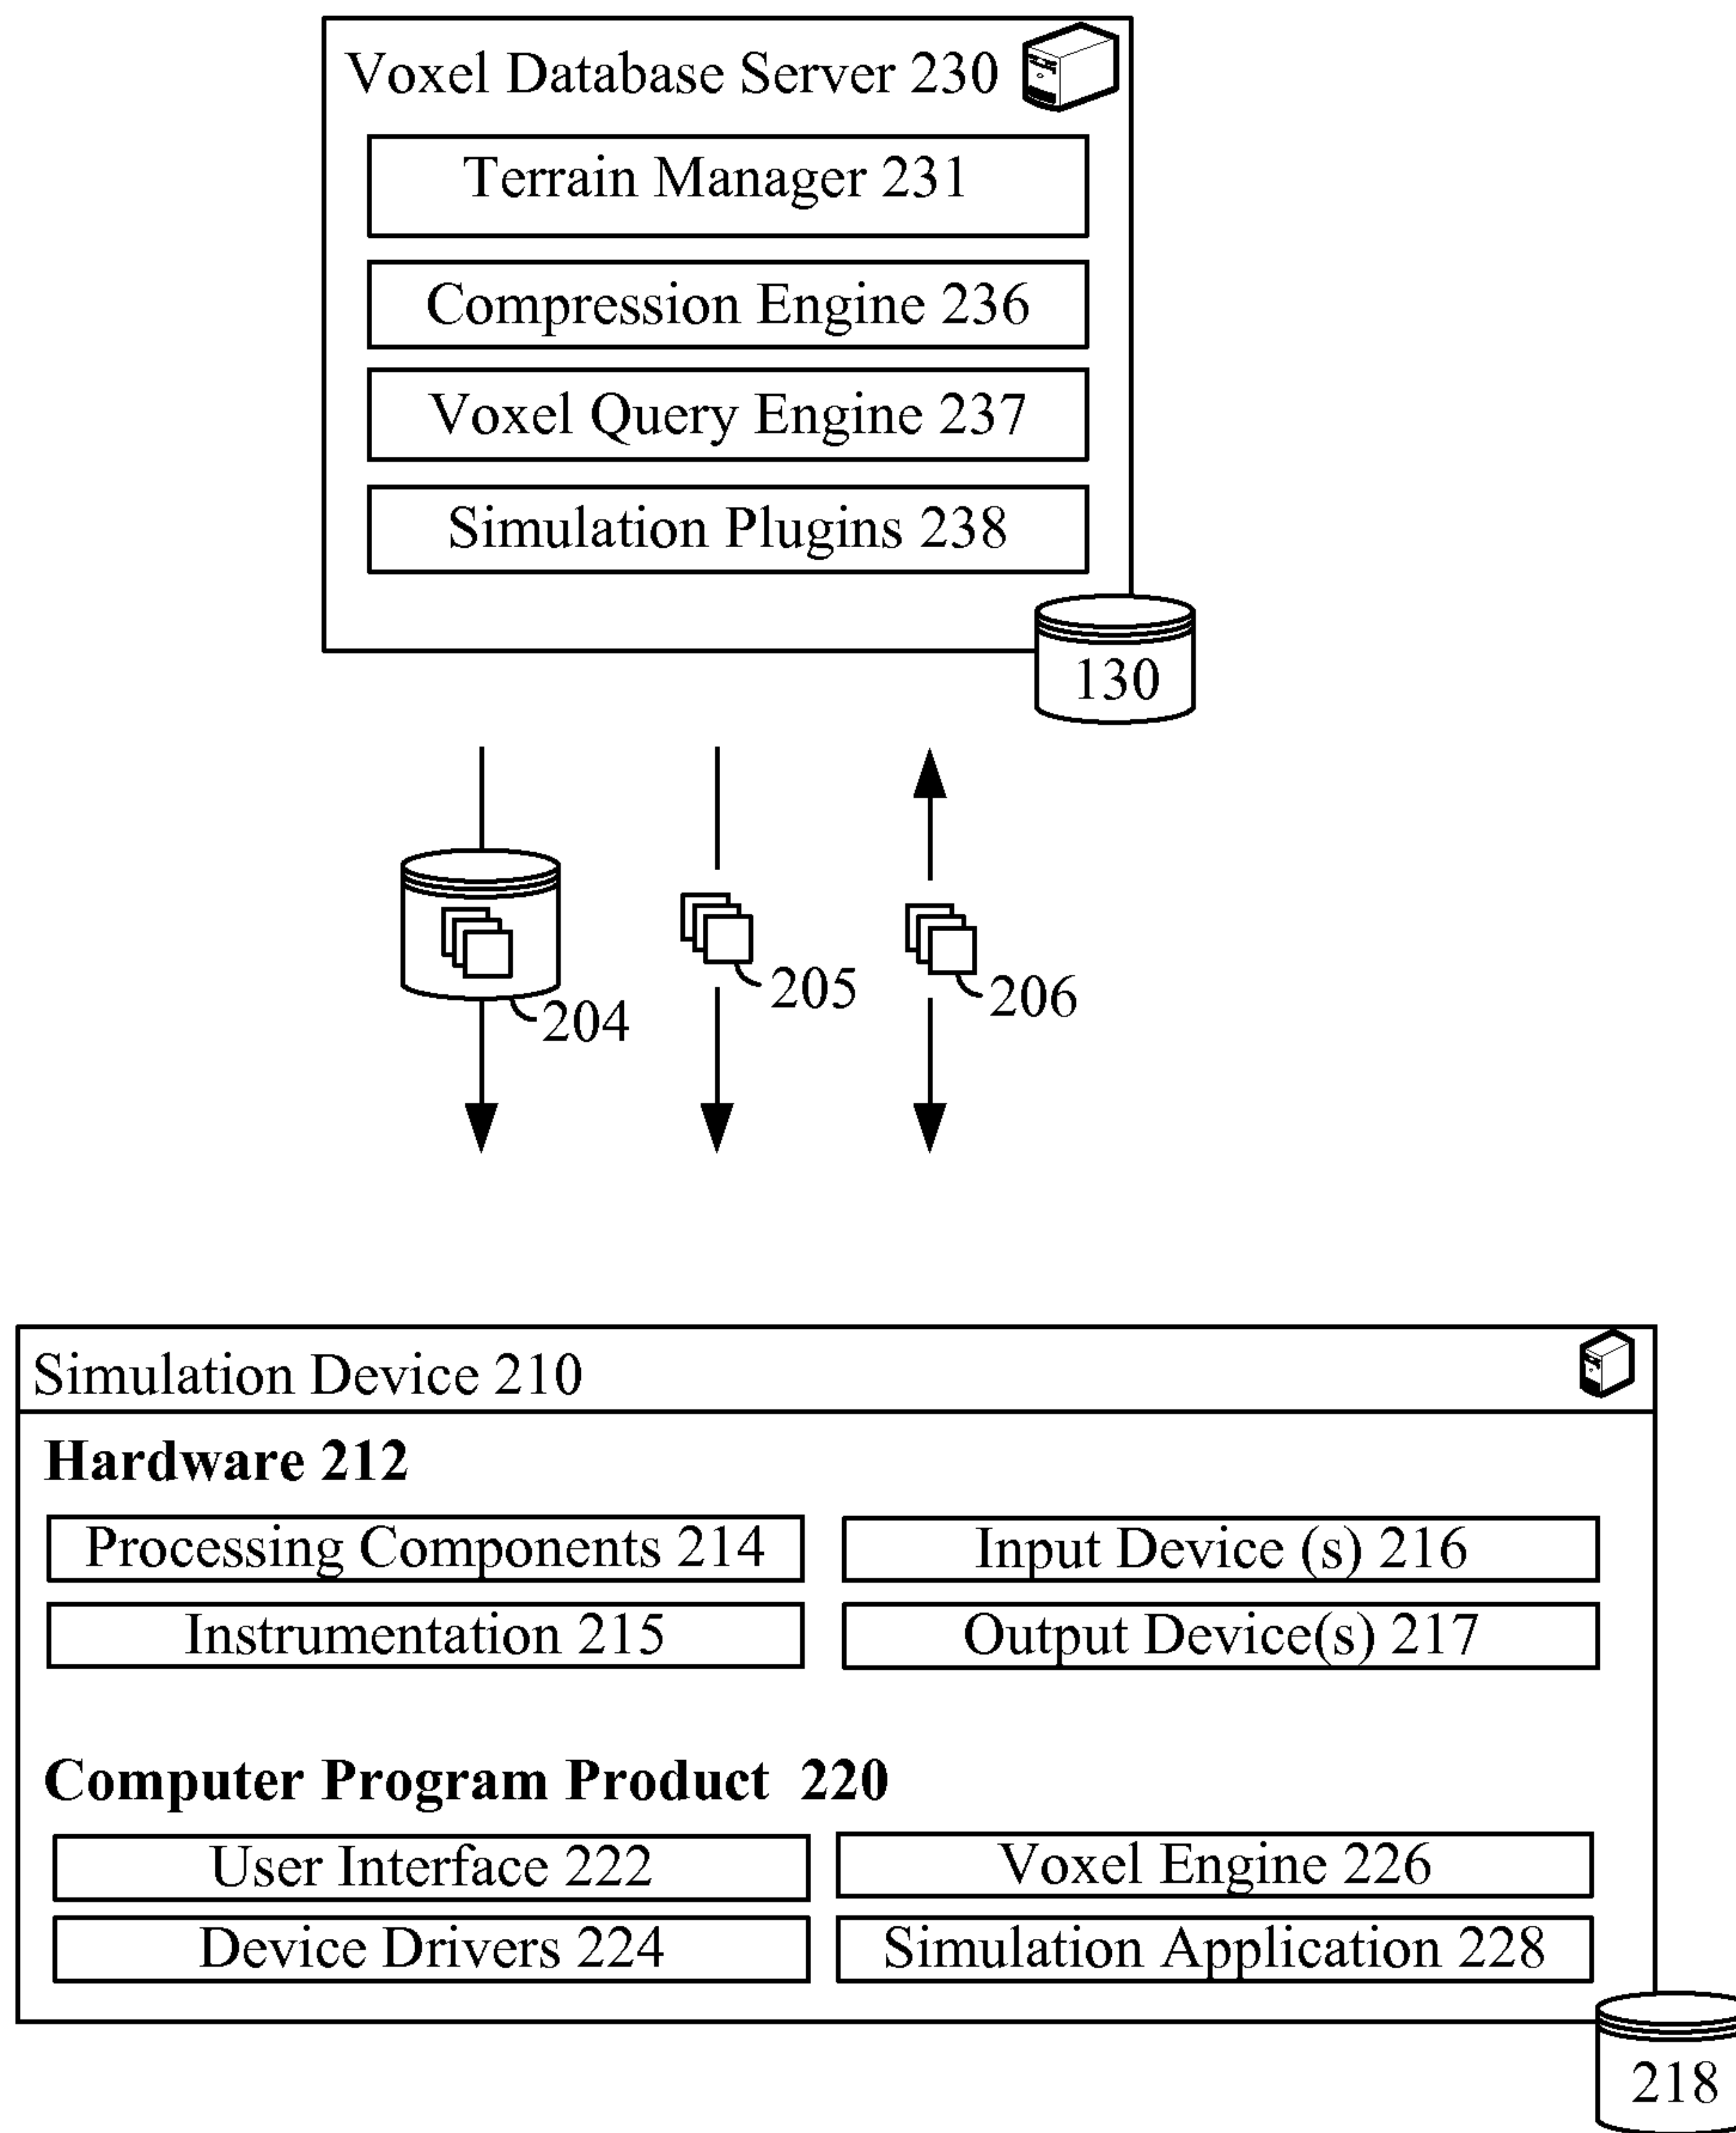 Voxel Database Server 230
Terrain Manager 231
Compression Engine 236
Voxel Query Engine 237
Simulation Plugins 238
130
204
205
206
Simulation Device 210
Hardware 212
Processing Components 214
Input Device (s) 216
Instrumentation 215
Output Device(s) 217
Computer Program Product 220
User Interface 222
Voxel Engine 226
Device Drivers 224
Simulation Application 228
218